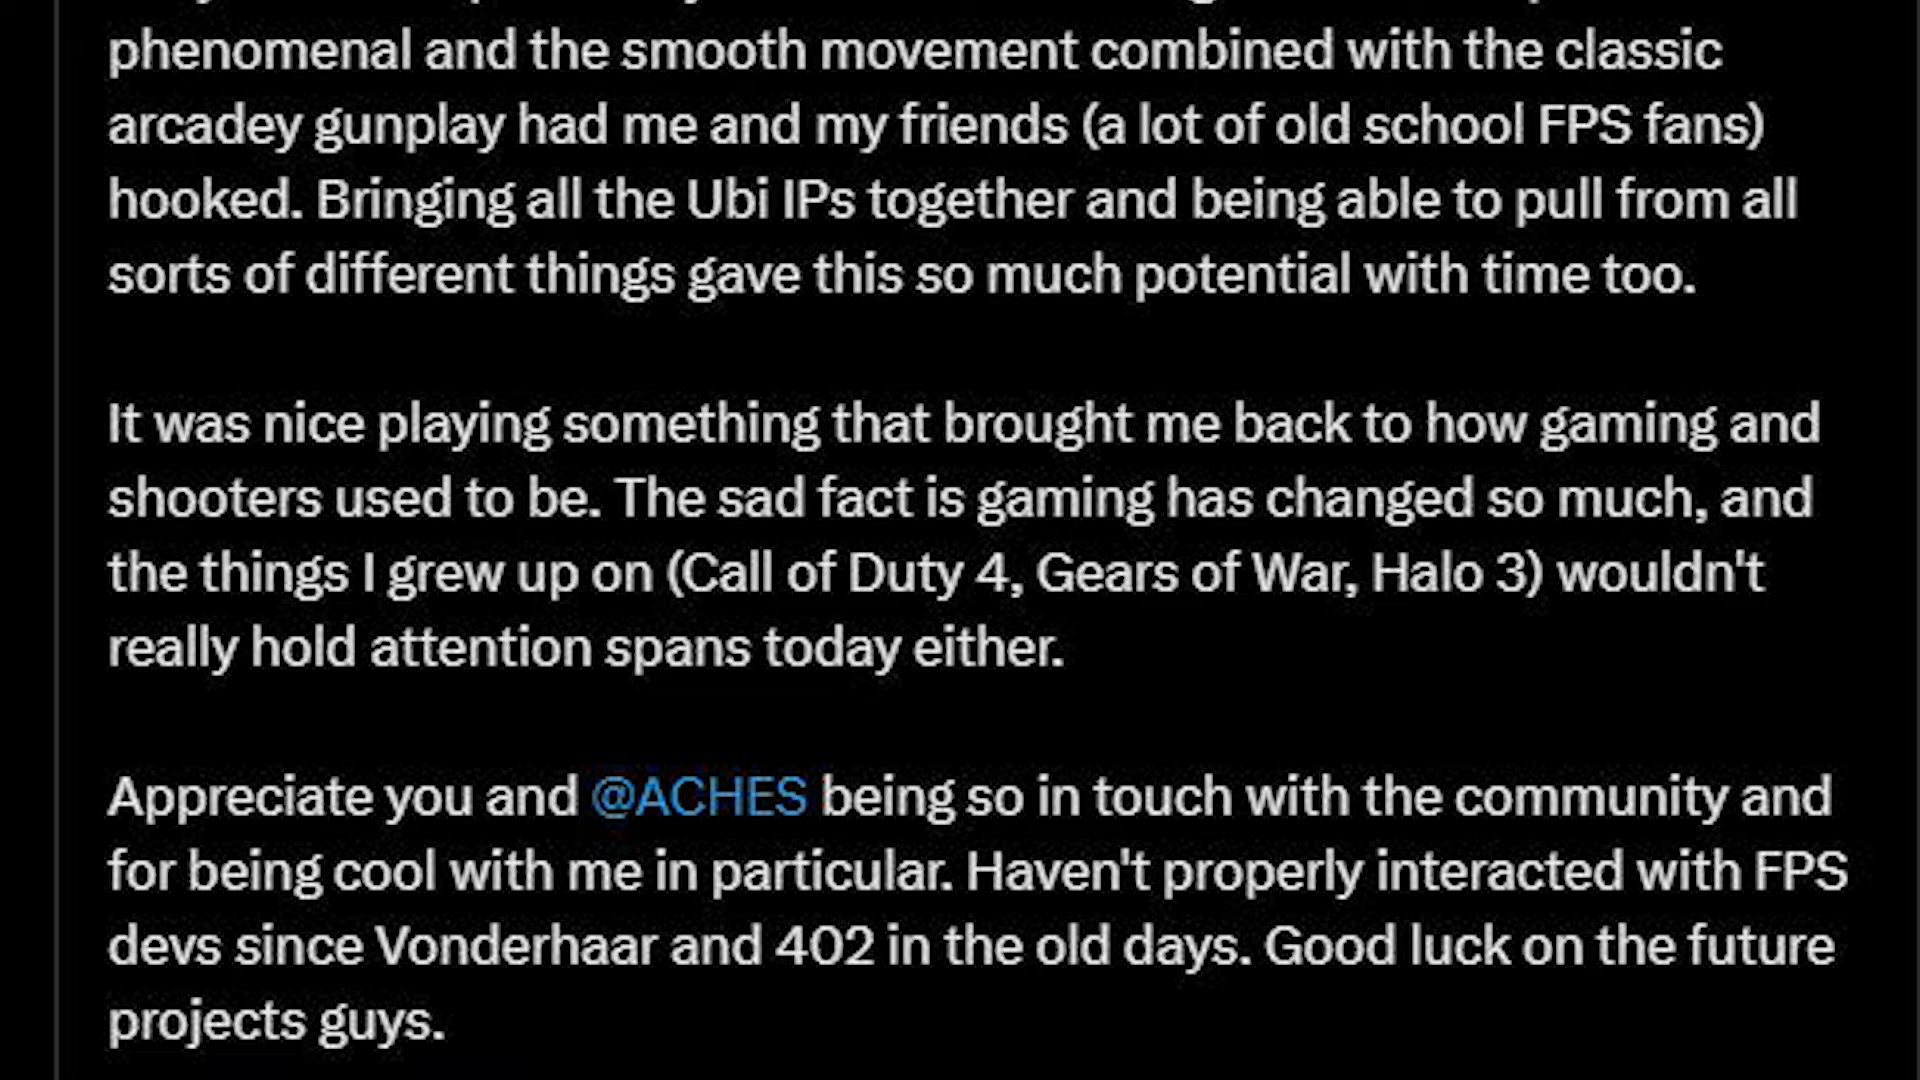 phenomenal and the smooth movement combined with the classic
arcadey gunplay had me and my friends (a lot of old school FPS fans)
hooked. Bringing all the Ubi IPs together and being able to pull from all
sorts of different things gave this so much potential with time too.
It was nice playing something that brought me back to how gaming and
shooters used to be. The sad fact is gaming has changed so much, and
the things I grew up on (Call of Duty 4, Gears of War, Halo 3) wouldn't
really hold attention spans today either.
Appreciate you and @ACHES being so in touch with the community and
for being cool with me in particular. Haven't properly interacted with FPS
devs since Vonderhaar and 402 in the old days. Good luck on the future
projects guys.